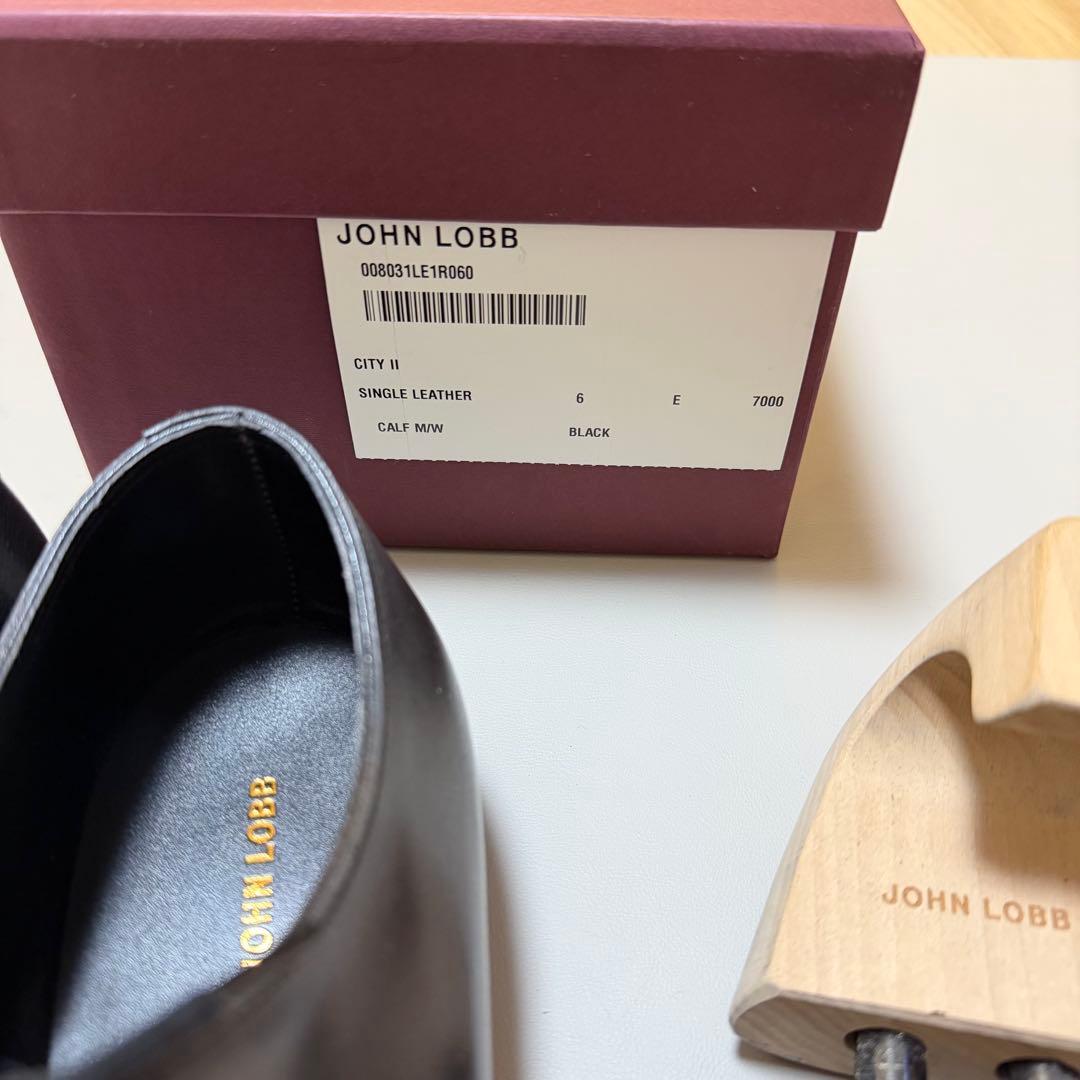 JOHN LOBB
008031LE1R060
CITY II
SINGLE LEATHER 6 E 7000
CALF M/W BLACK
JOHN LOBB
JOHN LOBB